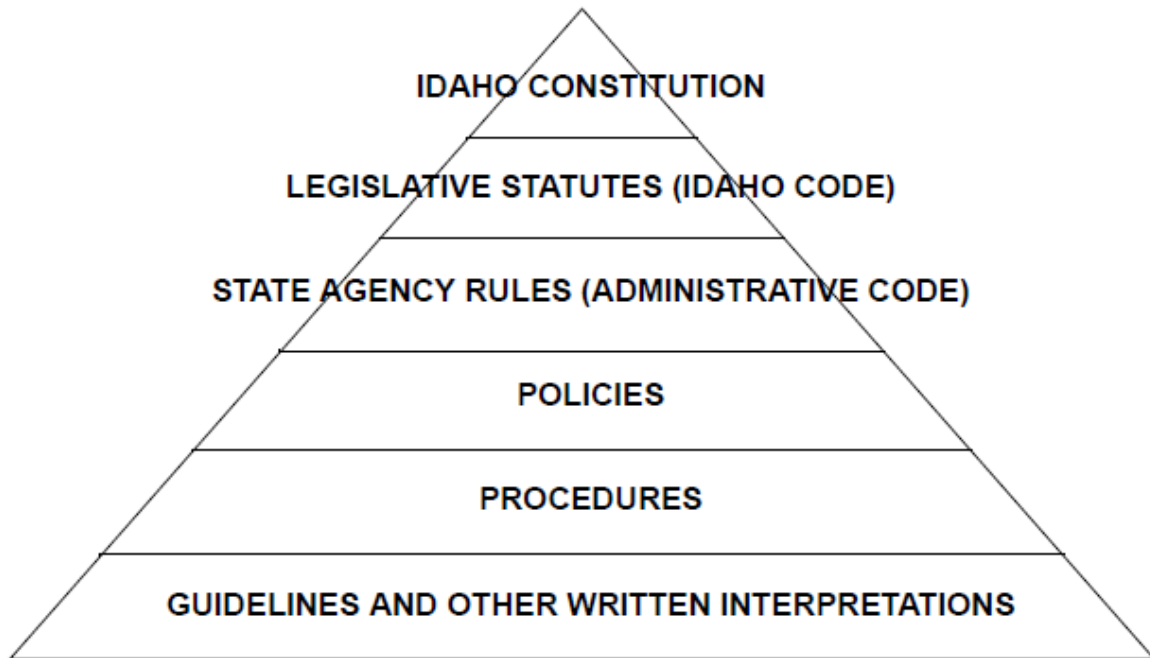 IDAHO CONSTITUTION
LEGISLATIVE STATUTES (IDAHO CODE)
STATE AGENCY RULES (ADMINISTRATIVE CODE)
POLICIES
PROCEDURES
GUIDELINES AND OTHER WRITTEN INTERPRETATIONS